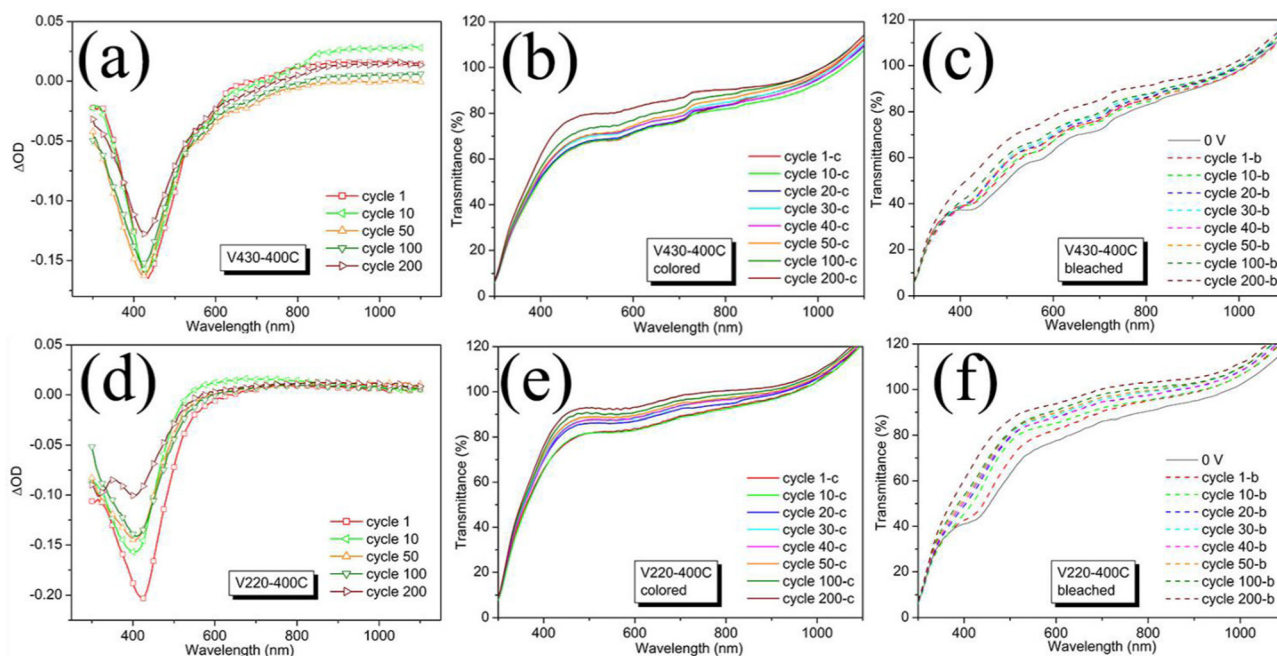 (a)
0.05
0.00
-0.05
-0.10
-0.15
ΔOD
400 600 800 1000
Wavelength (nm)
cycle 1
cycle 10
cycle 50
cycle 100
cycle 200
V430-400C
(b)
120
100
80
60
40
20
0
Transmittance (%)
400 600 800 1000
Wavelength (nm)
cycle 1-c
cycle 10-c
cycle 20-c
cycle 30-c
cycle 40-c
cycle 50-c
cycle 100-c
cycle 200-c
V430-400C
colored
(c)
120
100
80
60
40
20
0
Transmittance (%)
400 600 800 1000
Wavelength (nm)
0 V
cycle 1-b
cycle 10-b
cycle 20-b
cycle 30-b
cycle 40-b
cycle 50-b
cycle 100-b
cycle 200-b
V430-400C
bleached
(d)
0.05
0.00
-0.05
-0.10
-0.15
-0.20
ΔOD
400 600 800 1000
Wavelength (nm)
cycle 1
cycle 10
cycle 50
cycle 100
cycle 200
V220-400C
(e)
120
100
80
60
40
20
0
Transmittance (%)
400 600 800 1000
Wavelength (nm)
cycle 1-c
cycle 10-c
cycle 20-c
cycle 30-c
cycle 40-c
cycle 50-c
cycle 100-c
cycle 200-c
V220-400C
colored
(f)
120
100
80
60
40
20
0
Transmittance (%)
400 600 800 1000
Wavelength (nm)
0 V
cycle 1-b
cycle 10-b
cycle 20-b
cycle 30-b
cycle 40-b
cycle 50-b
cycle 100-b
cycle 200-b
V220-400C
bleached